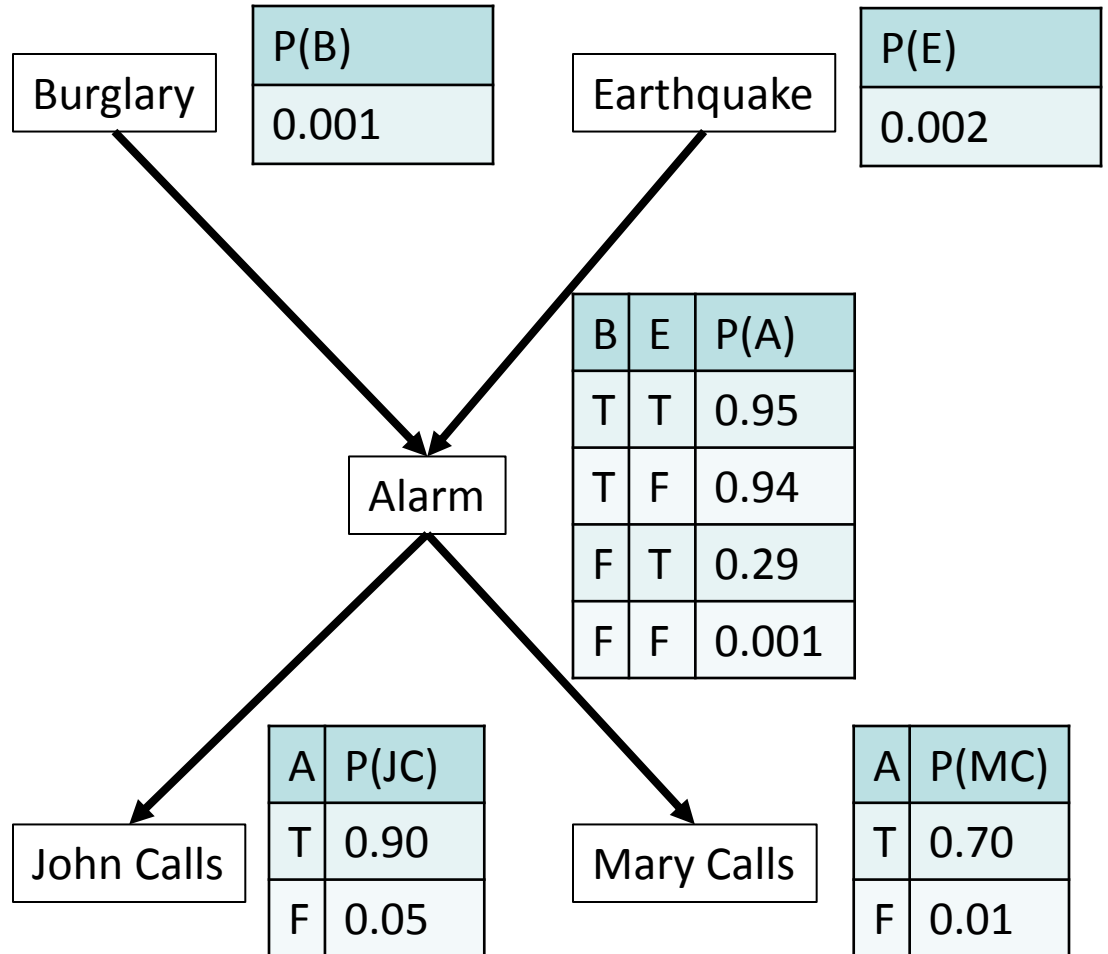 Burglary
P(B)
0.001
Earthquake
P(E)
0.002
B E P(A)
T T 0.95
T F 0.94
F T 0.29
F F 0.001
Alarm
John Calls
A P(JC)
T 0.90
F 0.05
Mary Calls
A P(MC)
T 0.70
F 0.01